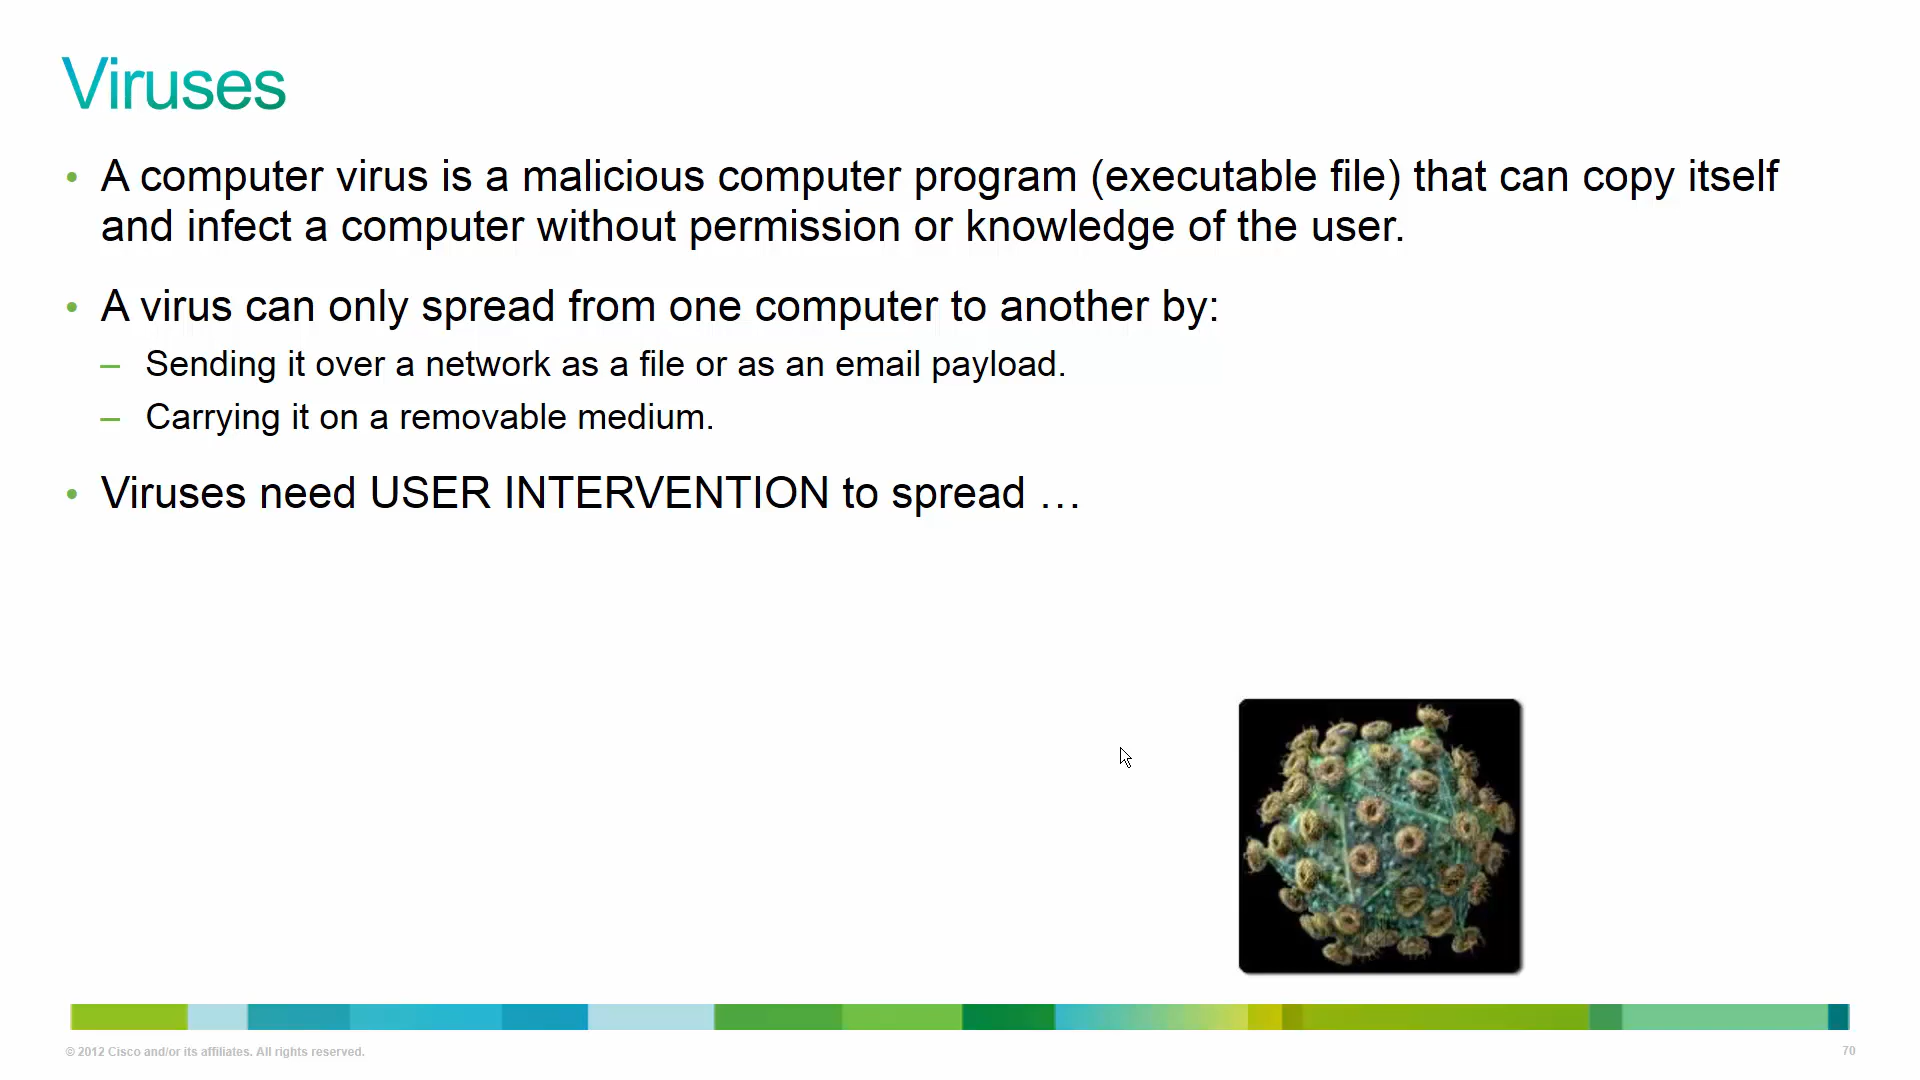 Viruses
• A computer virus is a malicious computer program (executable file) that can copy itself
and infect a computer without permission or knowledge of the user.
• A virus can only spread from one computer to another by:
– Sending it over a network as a file or as an email payload.
– Carrying it on a removable medium.
• Viruses need USER INTERVENTION to spread …
© 2012 Cisco and/or its affiliates. All rights reserved.
70